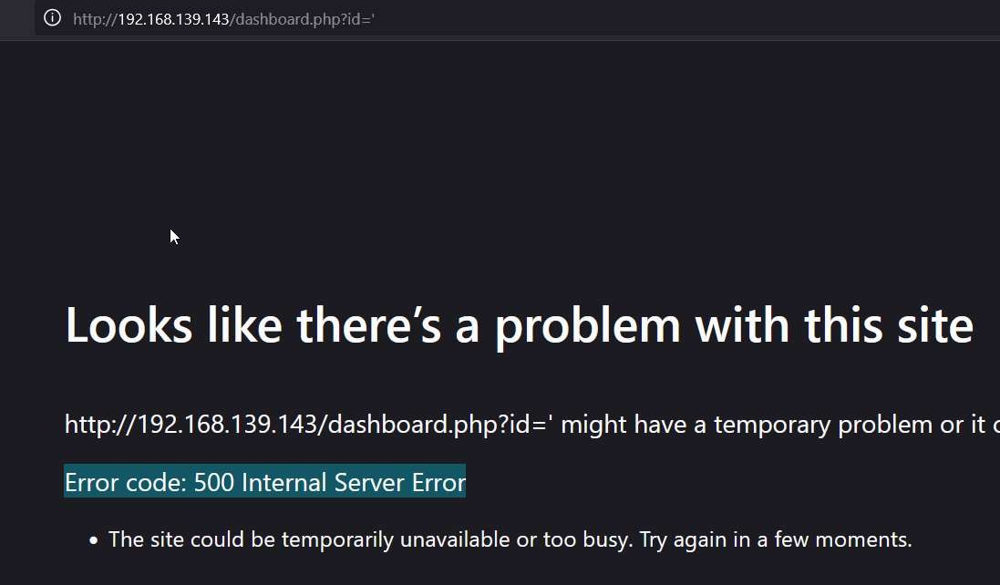 http://192.168.139.143/dashboard.php?id='
Looks like there’s a problem with this site
http://192.168.139.143/dashboard.php?id=' might have a temporary problem or it
Error code: 500 Internal Server Error
• The site could be temporarily unavailable or too busy. Try again in a few moments.